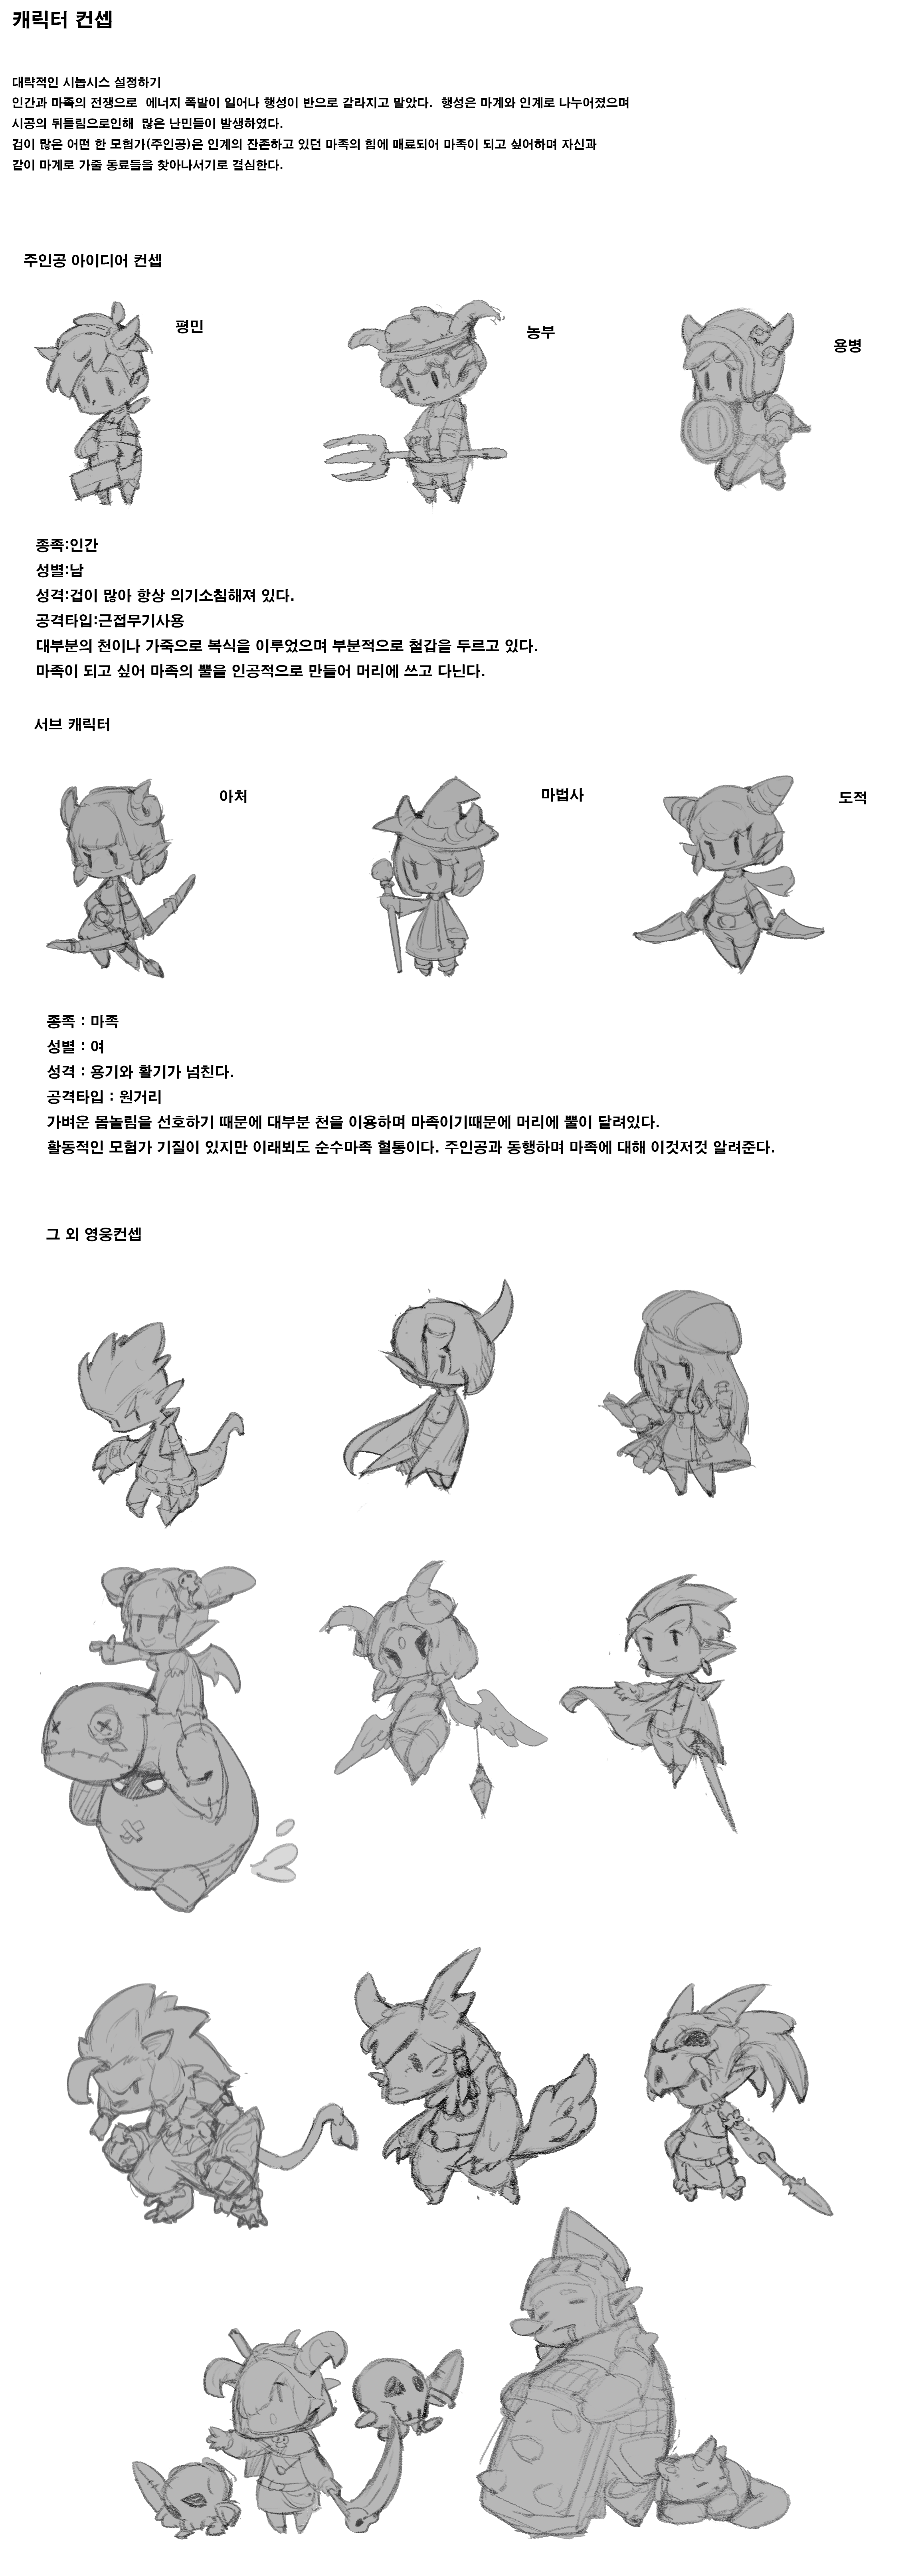 캐릭터 컨셉
대략적인 시놉시스 설정하기
인간과 마족의 전쟁으로 에너지 폭발이 일어나 행성이 반으로 갈라지고 말았다. 행성은 마계와 인계로 나누어졌으며
시공의 뒤틀림으로인해 많은 난민들이 발생하였다.
겁이 많은 어떤 한 모험가(주인공)은 인계의 잔존하고 있던 마족의 힘에 매료되어 마족이 되고 싶어하며 자신과
같이 마계로 가줄 동료들을 찾아나서기로 결심한다.
주인공 아이디어 컨셉
평민
농부
용병
종족:인간
성별:남
성격:겁이 많아 항상 의기소침해져 있다.
공격타입:근접무기사용
대부분의 천이나 가죽으로 복식을 이루었으며 부분적으로 철갑을 두르고 있다.
마족이 되고 싶어 마족의 뿔을 인공적으로 만들어 머리에 쓰고 다닌다.
서브 캐릭터
아처
마법사
도적
종족 : 마족
성별 : 여
성격 : 용기와 활기가 넘친다.
공격타입 : 원거리
가벼운 몸놀림을 선호하기 때문에 대부분 천을 이용하며 마족이기때문에 머리에 뿔이 달려있다.
활동적인 모험가 기질이 있지만 이래뵈도 순수마족 혈통이다. 주인공과 동행하며 마족에 대해 이것저것 알려준다.
그 외 영웅컨셉